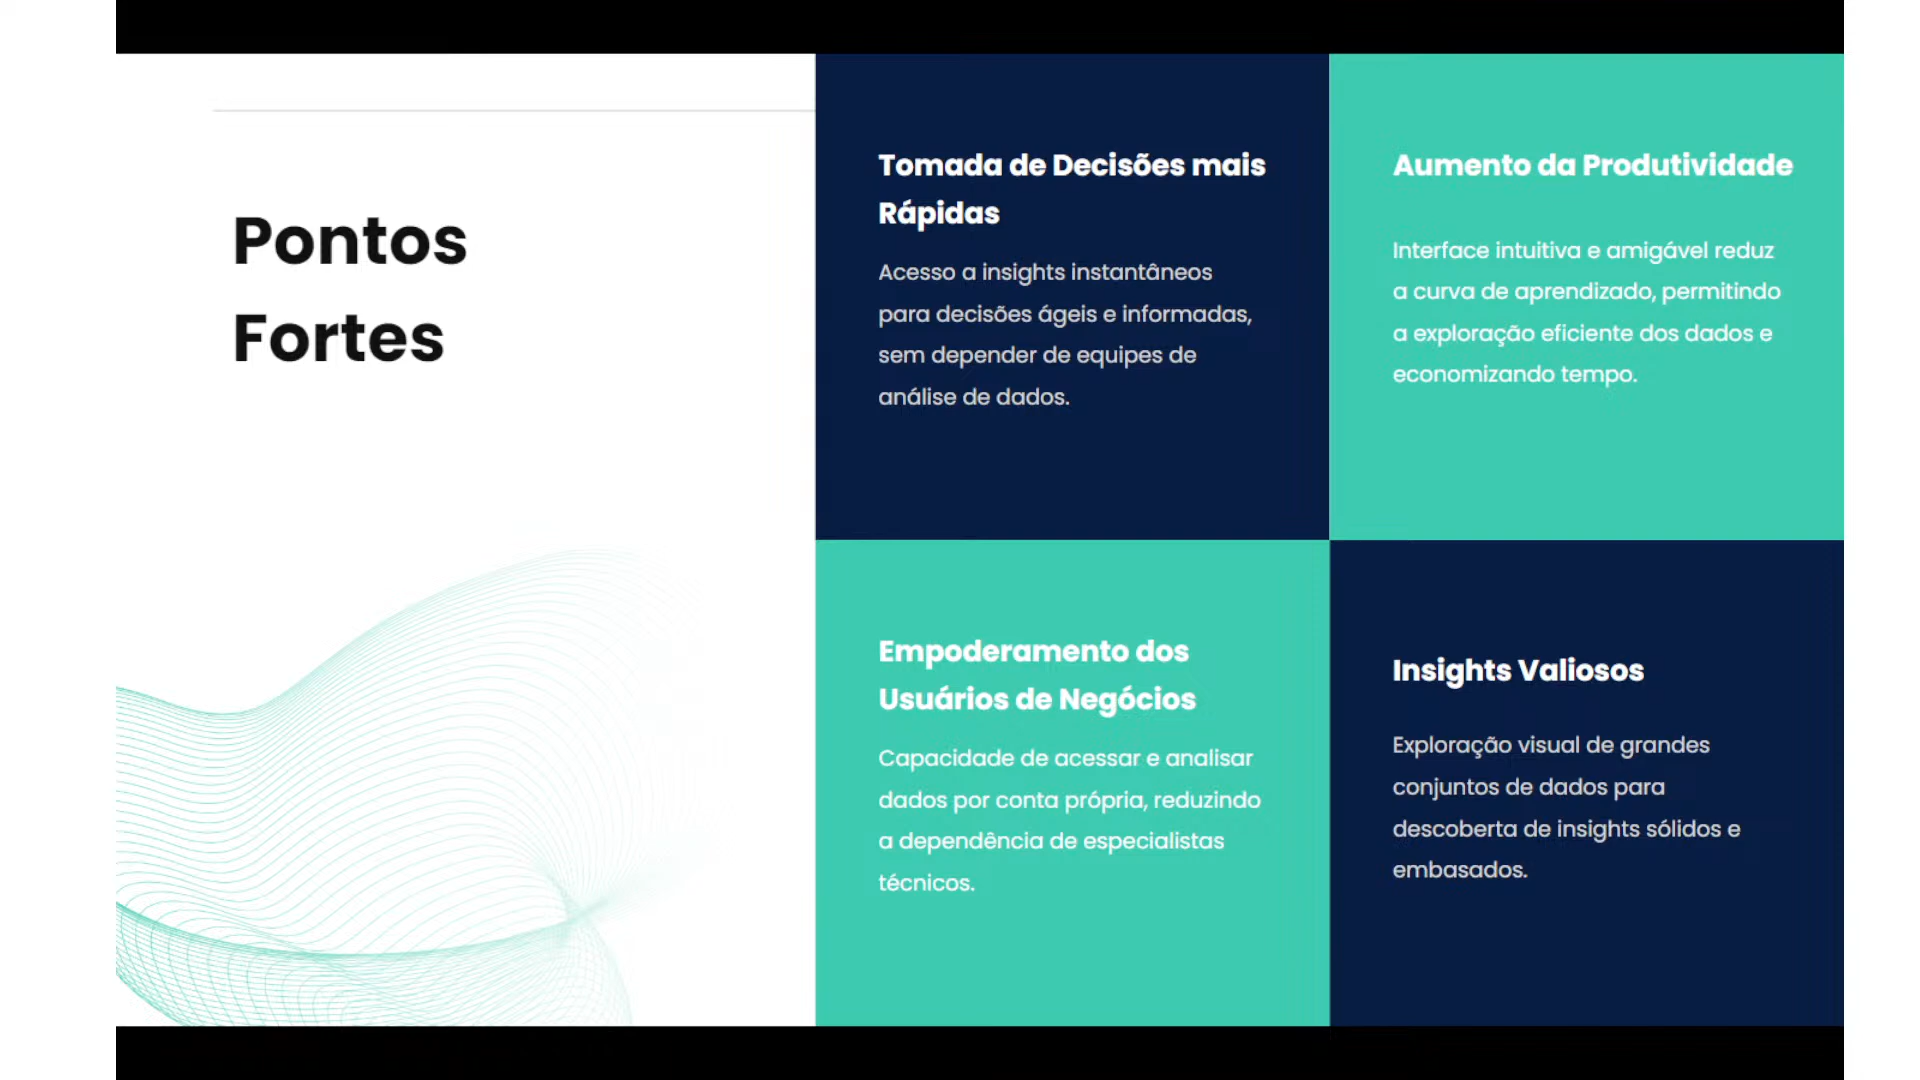 Pontos
Fortes
Tomada de Decisões mais
Rápidas
Acesso a insights instantâneos
para decisões ágeis e informadas,
sem depender de equipes de
análise de dados.
Aumento da Produtividade
Interface intuitiva e amigável reduz
a curva de aprendizado, permitindo
a exploração eficiente dos dados e
economizando tempo.
Empoderamento dos
Usuários de Negócios
Capacidade de acessar e analisar
dados por conta própria, reduzindo
a dependência de especialistas
técnicos.
Insights Valiosos
Exploração visual de grandes
conjuntos de dados para
descoberta de insights sólidos e
embasados.